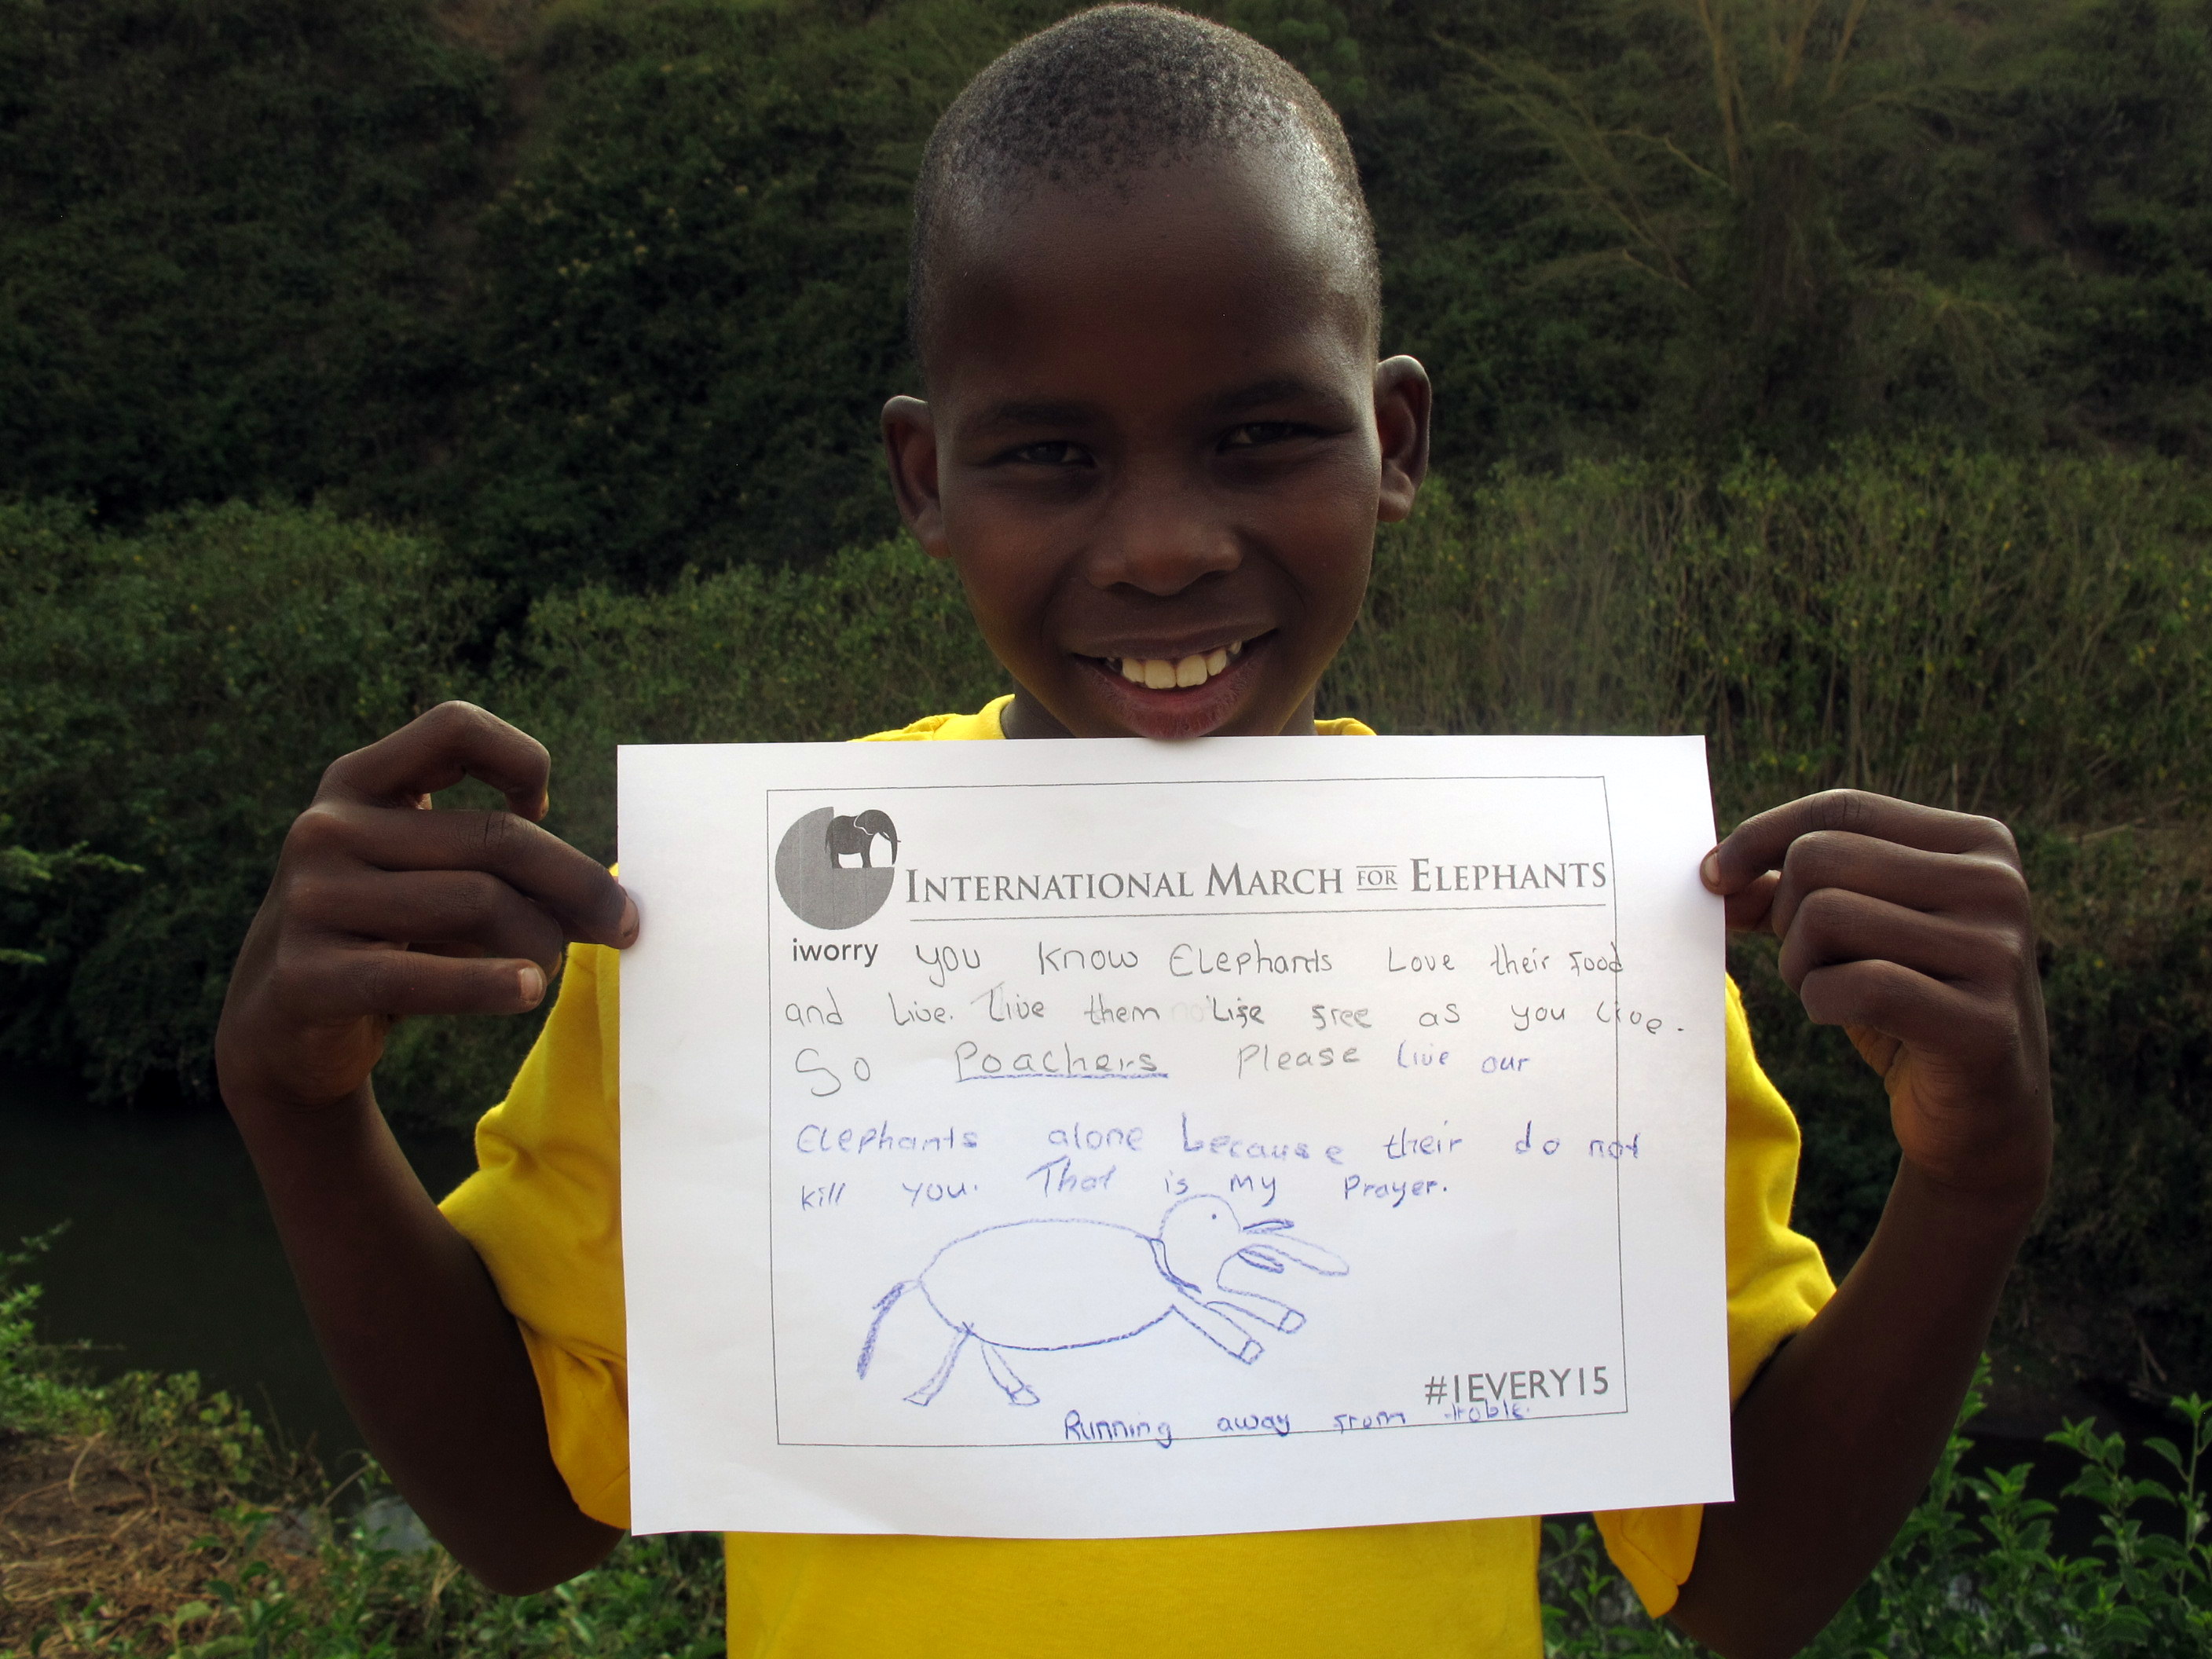 INTERNATIONAL MARCH FOR ELEPHANTS
iworry
you know Elephants Love their food
and live. Live them Life free as you live.
So Poachers Please live our
Elephants alone because their do not
kill you. That is my Prayer.
#1EVERY15
Running away from troble.